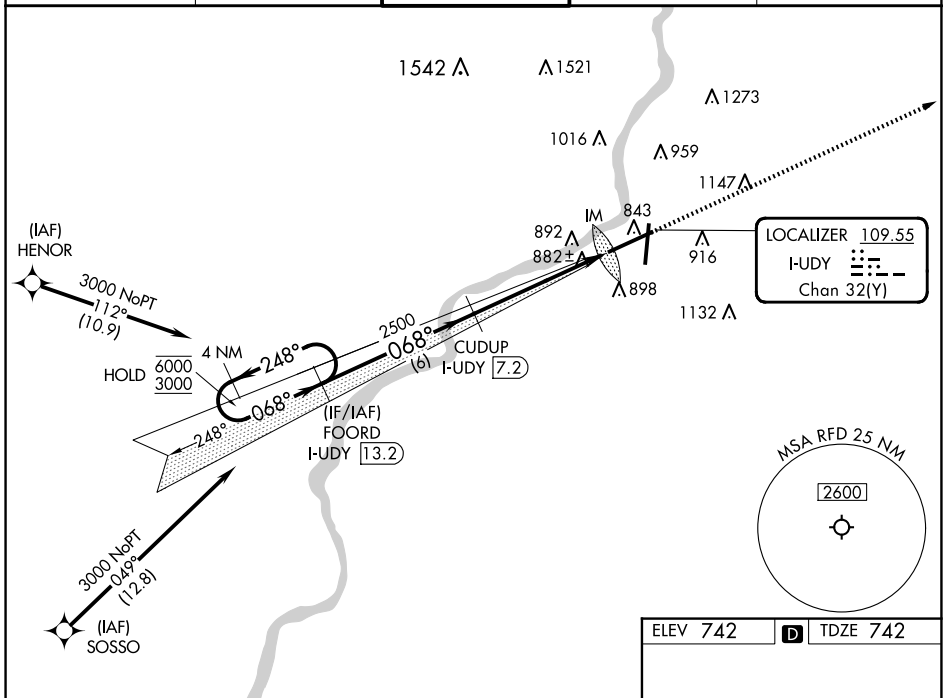 1542
1521
1273
1016
959
1147
(IAF)
HENOR
3000 NoPT
112°
(10.9)
IM
843
892
882±
916
898
1132
LOCALIZER 109.55
I-UDY
Chan 32(Y)
HOLD 6000
3000
4 NM
248°
068°
248°
2500
068°
(6)
CUDUP
I-UDY 7.2
(IF/IAF)
FOORD
I-UDY 13.2
MSA RFD 25 NM
2600
3000 NoPT
049°
(12.8)
(IAF)
SOSSO
ELEV 742 D TDZE 742